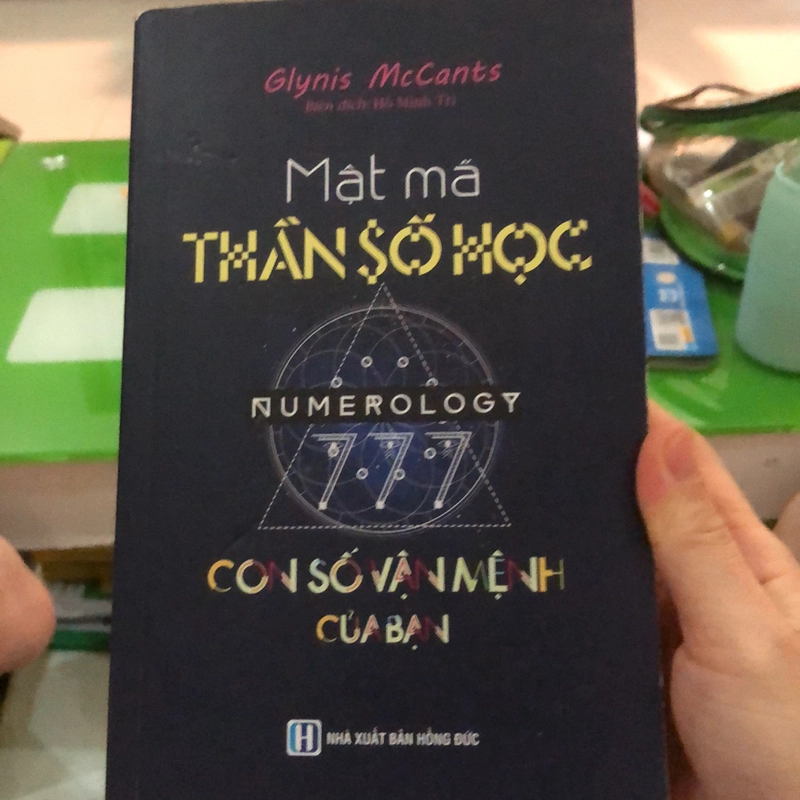 Glynis McCants
Biên dịch: Hồ Minh Trí
Mật mã
THẦN SỐ HỌC
NUMEROLOGY
777
CON SỐ VẬN MỆNH
CỦA BẠN
H NHÀ XUẤT BẢN HỒNG ĐỨC